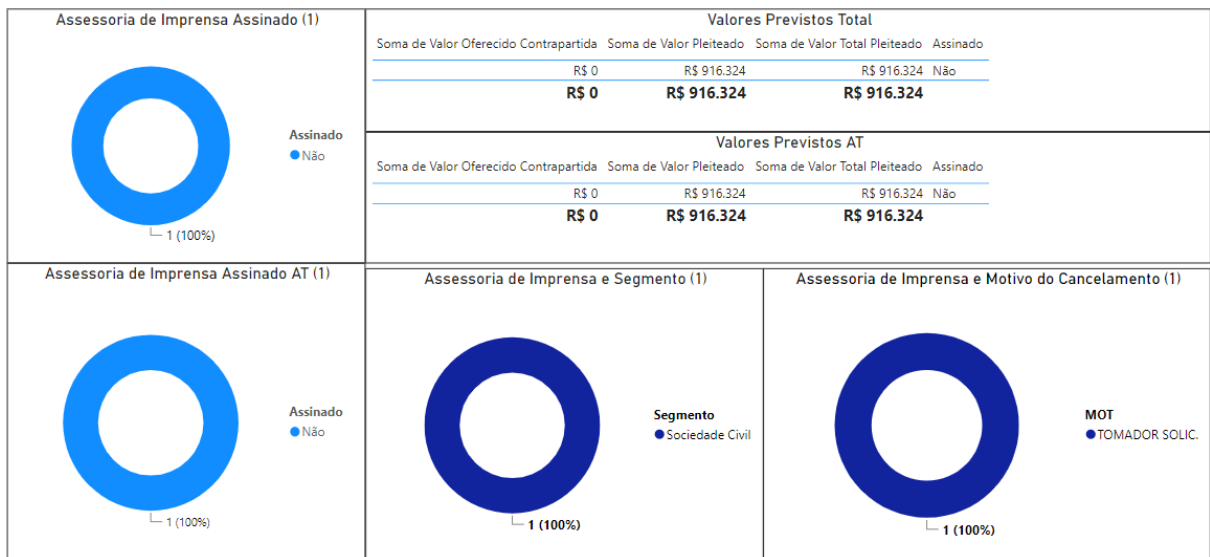 Assessoria de Imprensa Assinado (1)
Assinado
Não
1 (100%)
Valores Previstos Total
Soma de Valor Oferecido Contrapartida Soma de Valor Pleiteado Soma de Valor Total Pleiteado Assinado
R$ 0 R$ 916.324 R$ 916.324 Não
R$ 0 R$ 916.324 R$ 916.324
Valores Previstos AT
Soma de Valor Oferecido Contrapartida Soma de Valor Pleiteado Soma de Valor Total Pleiteado Assinado
R$ 0 R$ 916.324 R$ 916.324 Não
R$ 0 R$ 916.324 R$ 916.324
Assessoria de Imprensa Assinado AT (1)
Assinado
Não
1 (100%)
Assessoria de Imprensa e Segmento (1)
Segmento
Sociedade Civil
1 (100%)
Assessoria de Imprensa e Motivo do Cancelamento (1)
MOT
TOMADOR SOLIC.
1 (100%)